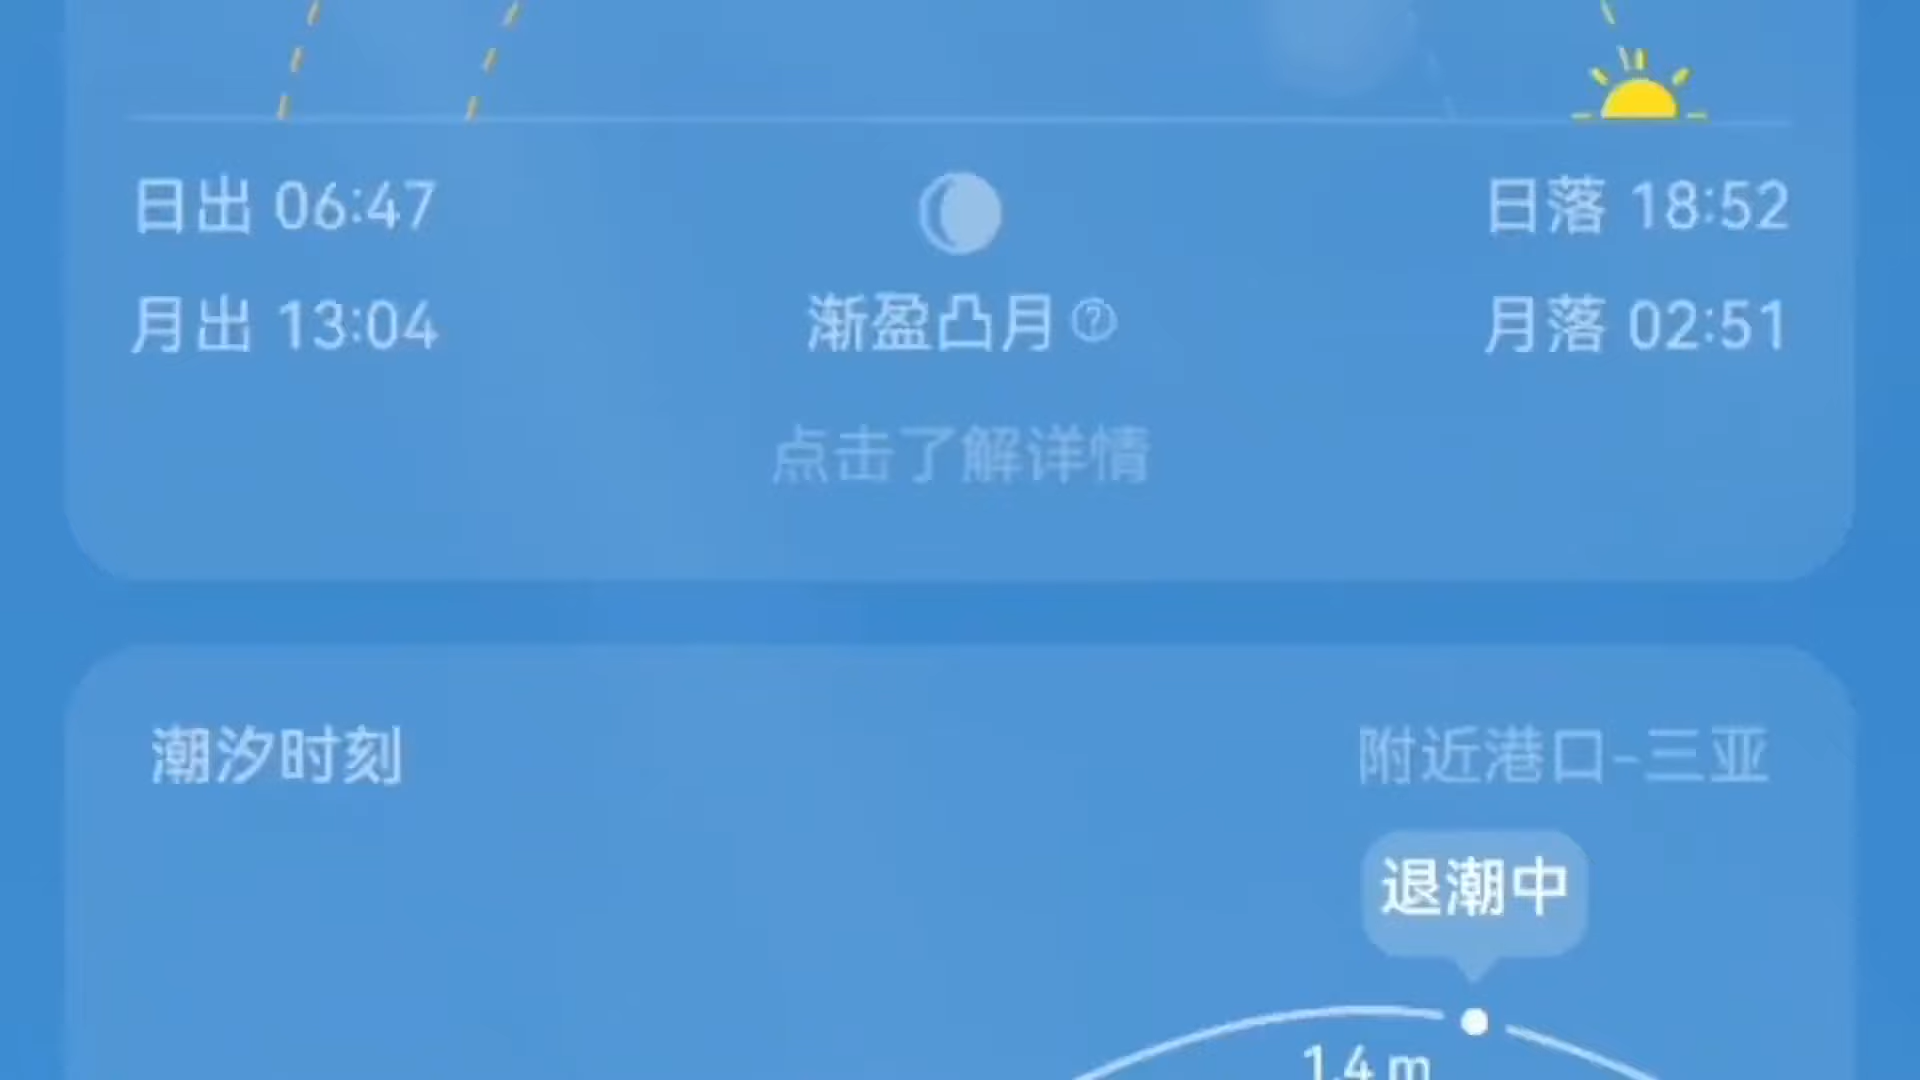 日出 06:47
日落 18:52
月出 13:04
渐盈凸月?
月落 02:51
点击了解详情
潮汐时刻
附近港口-三亚
退潮中
1.4 m